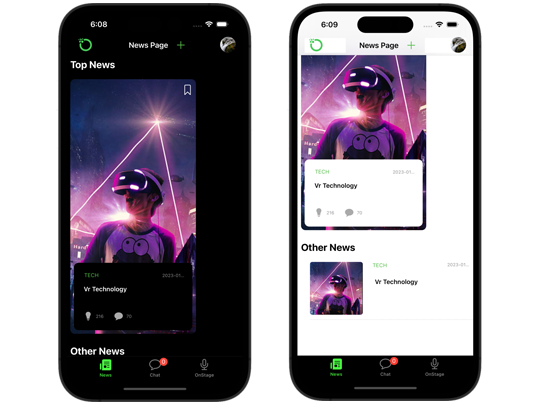 6:08
News Page +
Top News
TECH
2023-01...
Vr Technology
216
70
Other News
News
0
Chat
OnStage
6:09
News Page +
TECH
2023-01...
Vr Technology
216
70
Other News
TECH
2023-01...
Vr Technology
News
0
Chat
OnStage